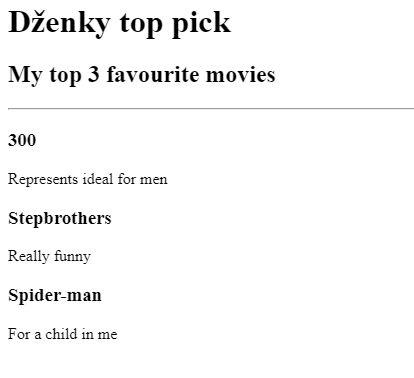 Dženky top pick
My top 3 favourite movies
300
Represents ideal for men
Stepbrothers
Really funny
Spider-man
For a child in me